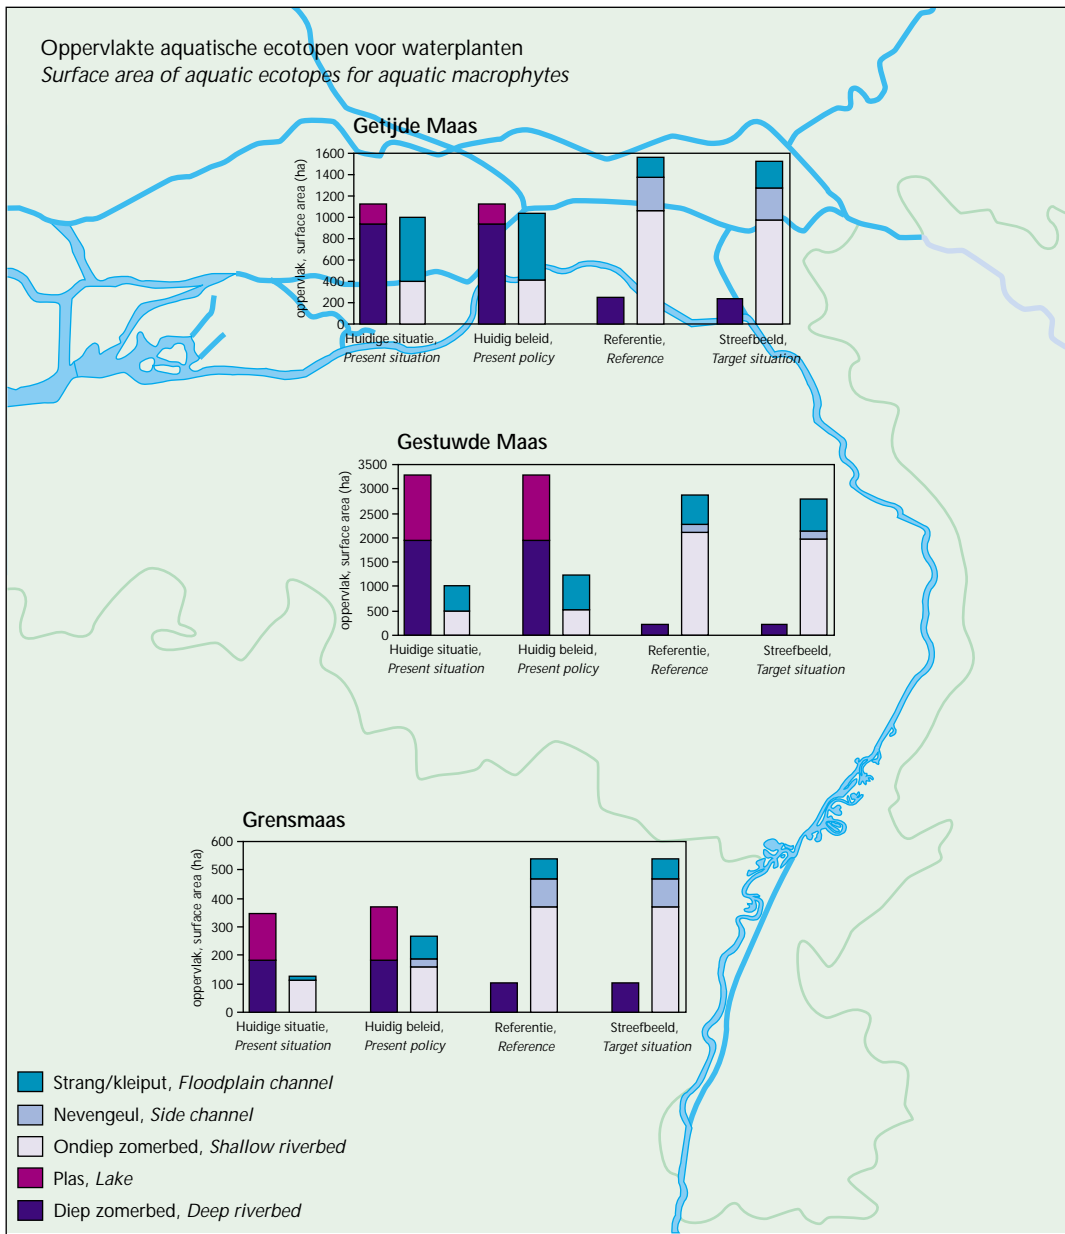 Oppervlakte aquatische ecotopen voor waterplanten
Surface area of aquatic ecotopes for aquatic macrophytes
Getijde Maas
oppervlak, surface area (ha)
1600
1400
1200
1000
800
600
400
200
0
Huidige situatie, Huidig beleid, Referentie, Streefbeeld,
Present situation Present policy Reference Target situation
Gestuwde Maas
oppervlak, surface area (ha)
3500
3000
2500
2000
1500
1000
500
0
Huidige situatie, Huidig beleid, Referentie, Streefbeeld,
Present situation Present policy Reference Target situation
Grensmaas
oppervlak, surface area (ha)
600
500
400
300
200
100
0
Huidige situatie, Huidig beleid, Referentie, Streefbeeld,
Present situation Present policy Reference Target situation
Strang/kleiput, Floodplain channel
Nevengeul, Side channel
Ondiep zomerbed, Shallow riverbed
Plas, Lake
Diep zomerbed, Deep riverbed